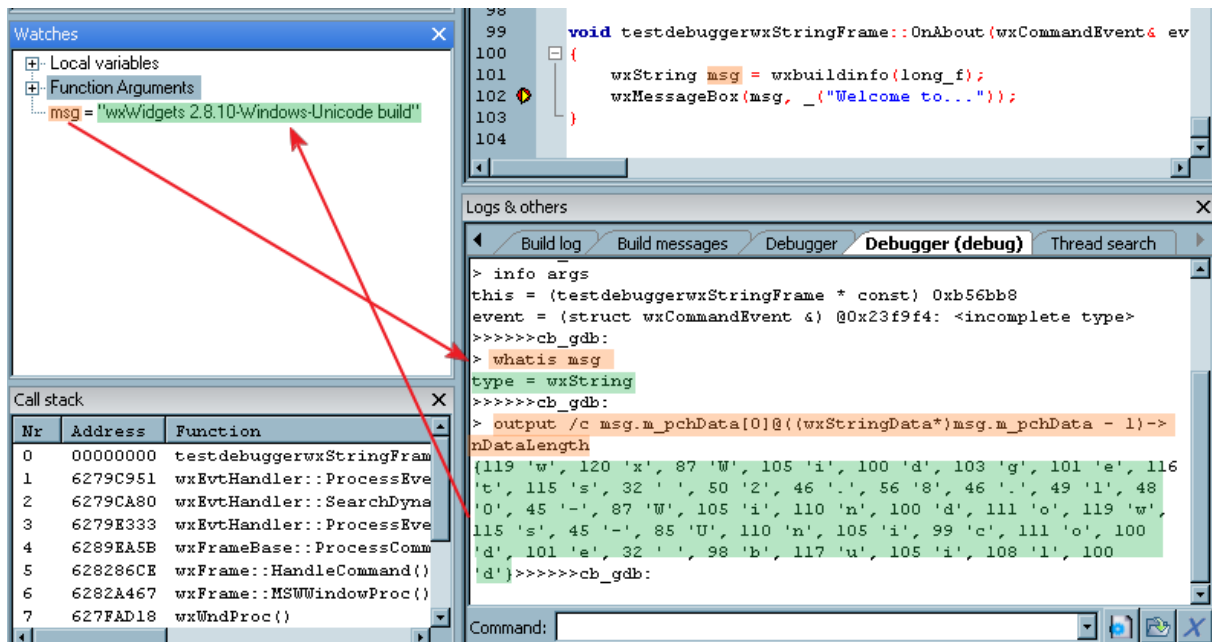 Watches
Local variables
Function Arguments
msg = "wxWidgets 2.8.10-Windows-Unicode build"
98
99 void testdebuggerwxStringFrame::OnAbout(wxCommandEvent& ev
100 {
101 wxString msg = wxbuildinfo(long_f);
102 wxMessageBox(msg, _("Welcome to..."));
103 }
104
Logs & others
Build log Build messages Debugger Debugger (debug) Thread search
> info args
this = (testdebuggerwxStringFrame * const) 0xb56bb8
event = (struct wxCommandEvent &) @0x23f9f4: <incomplete type>
>>>>>>cb_gdb:
> whatis msg
type = wxString
>>>>>>cb_gdb:
> output /c msg.m_pchData[0]@((wxStringData*)msg.m_pchData - 1)->
nDataLength
{119 'w', 120 'x', 87 'W', 105 'i', 100 'd', 103 'g', 101 'e', 116
't', 115 's', 32 ' ', 50 '2', 46 '.', 56 '8', 46 '.', 49 '1', 48
'0', 45 '-', 87 'W', 105 'i', 110 'n', 100 'd', 111 'o', 119 'w',
115 's', 45 '-', 85 'U', 110 'n', 105 'i', 99 'c', 111 'o', 100
'd', 101 'e', 32 ' ', 98 'b', 117 'u', 105 'i', 108 'l', 100
'd'}>>>>>>cb_gdb:
Command:
Call stack
Nr Address Function
0 00000000 testdebuggerwxStringFram
1 6279C951 wxEvtHandler::ProcessEve
2 6279CA80 wxEvtHandler::SearchDyna
3 6279E333 wxEvtHandler::ProcessEve
4 6289EA5B wxFrameBase::ProcessComm
5 628286CE wxFrame::HandleCommand()
6 6282A467 wxFrame::MSWWindowProc()
7 627FAD18 wxWndProc()